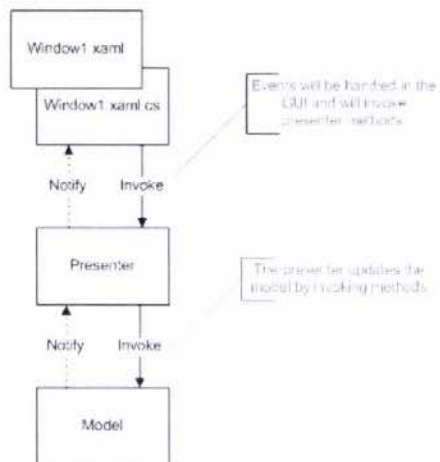 Window1.xaml
Window1.xaml.cs
Events will be handled in the
GUI and will invoke
presenter methods
Notify
Invoke
Presenter
The presenter updates the
model by invoking methods
Notify
Invoke
Model